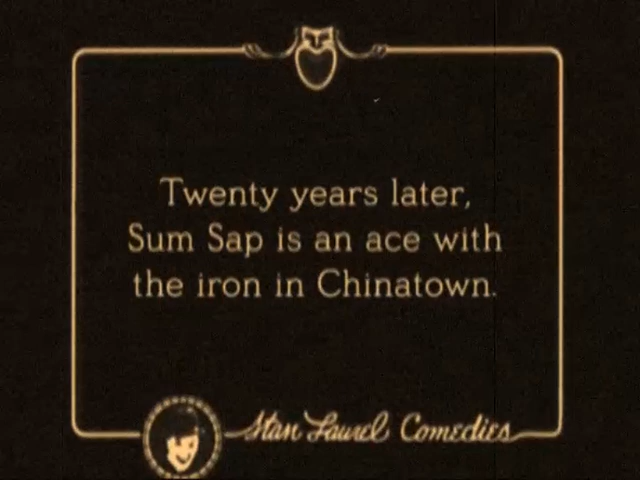 Twenty years later,
Sum Sap is an ace with
the iron in Chinatown.
Stan Laurel Comedies